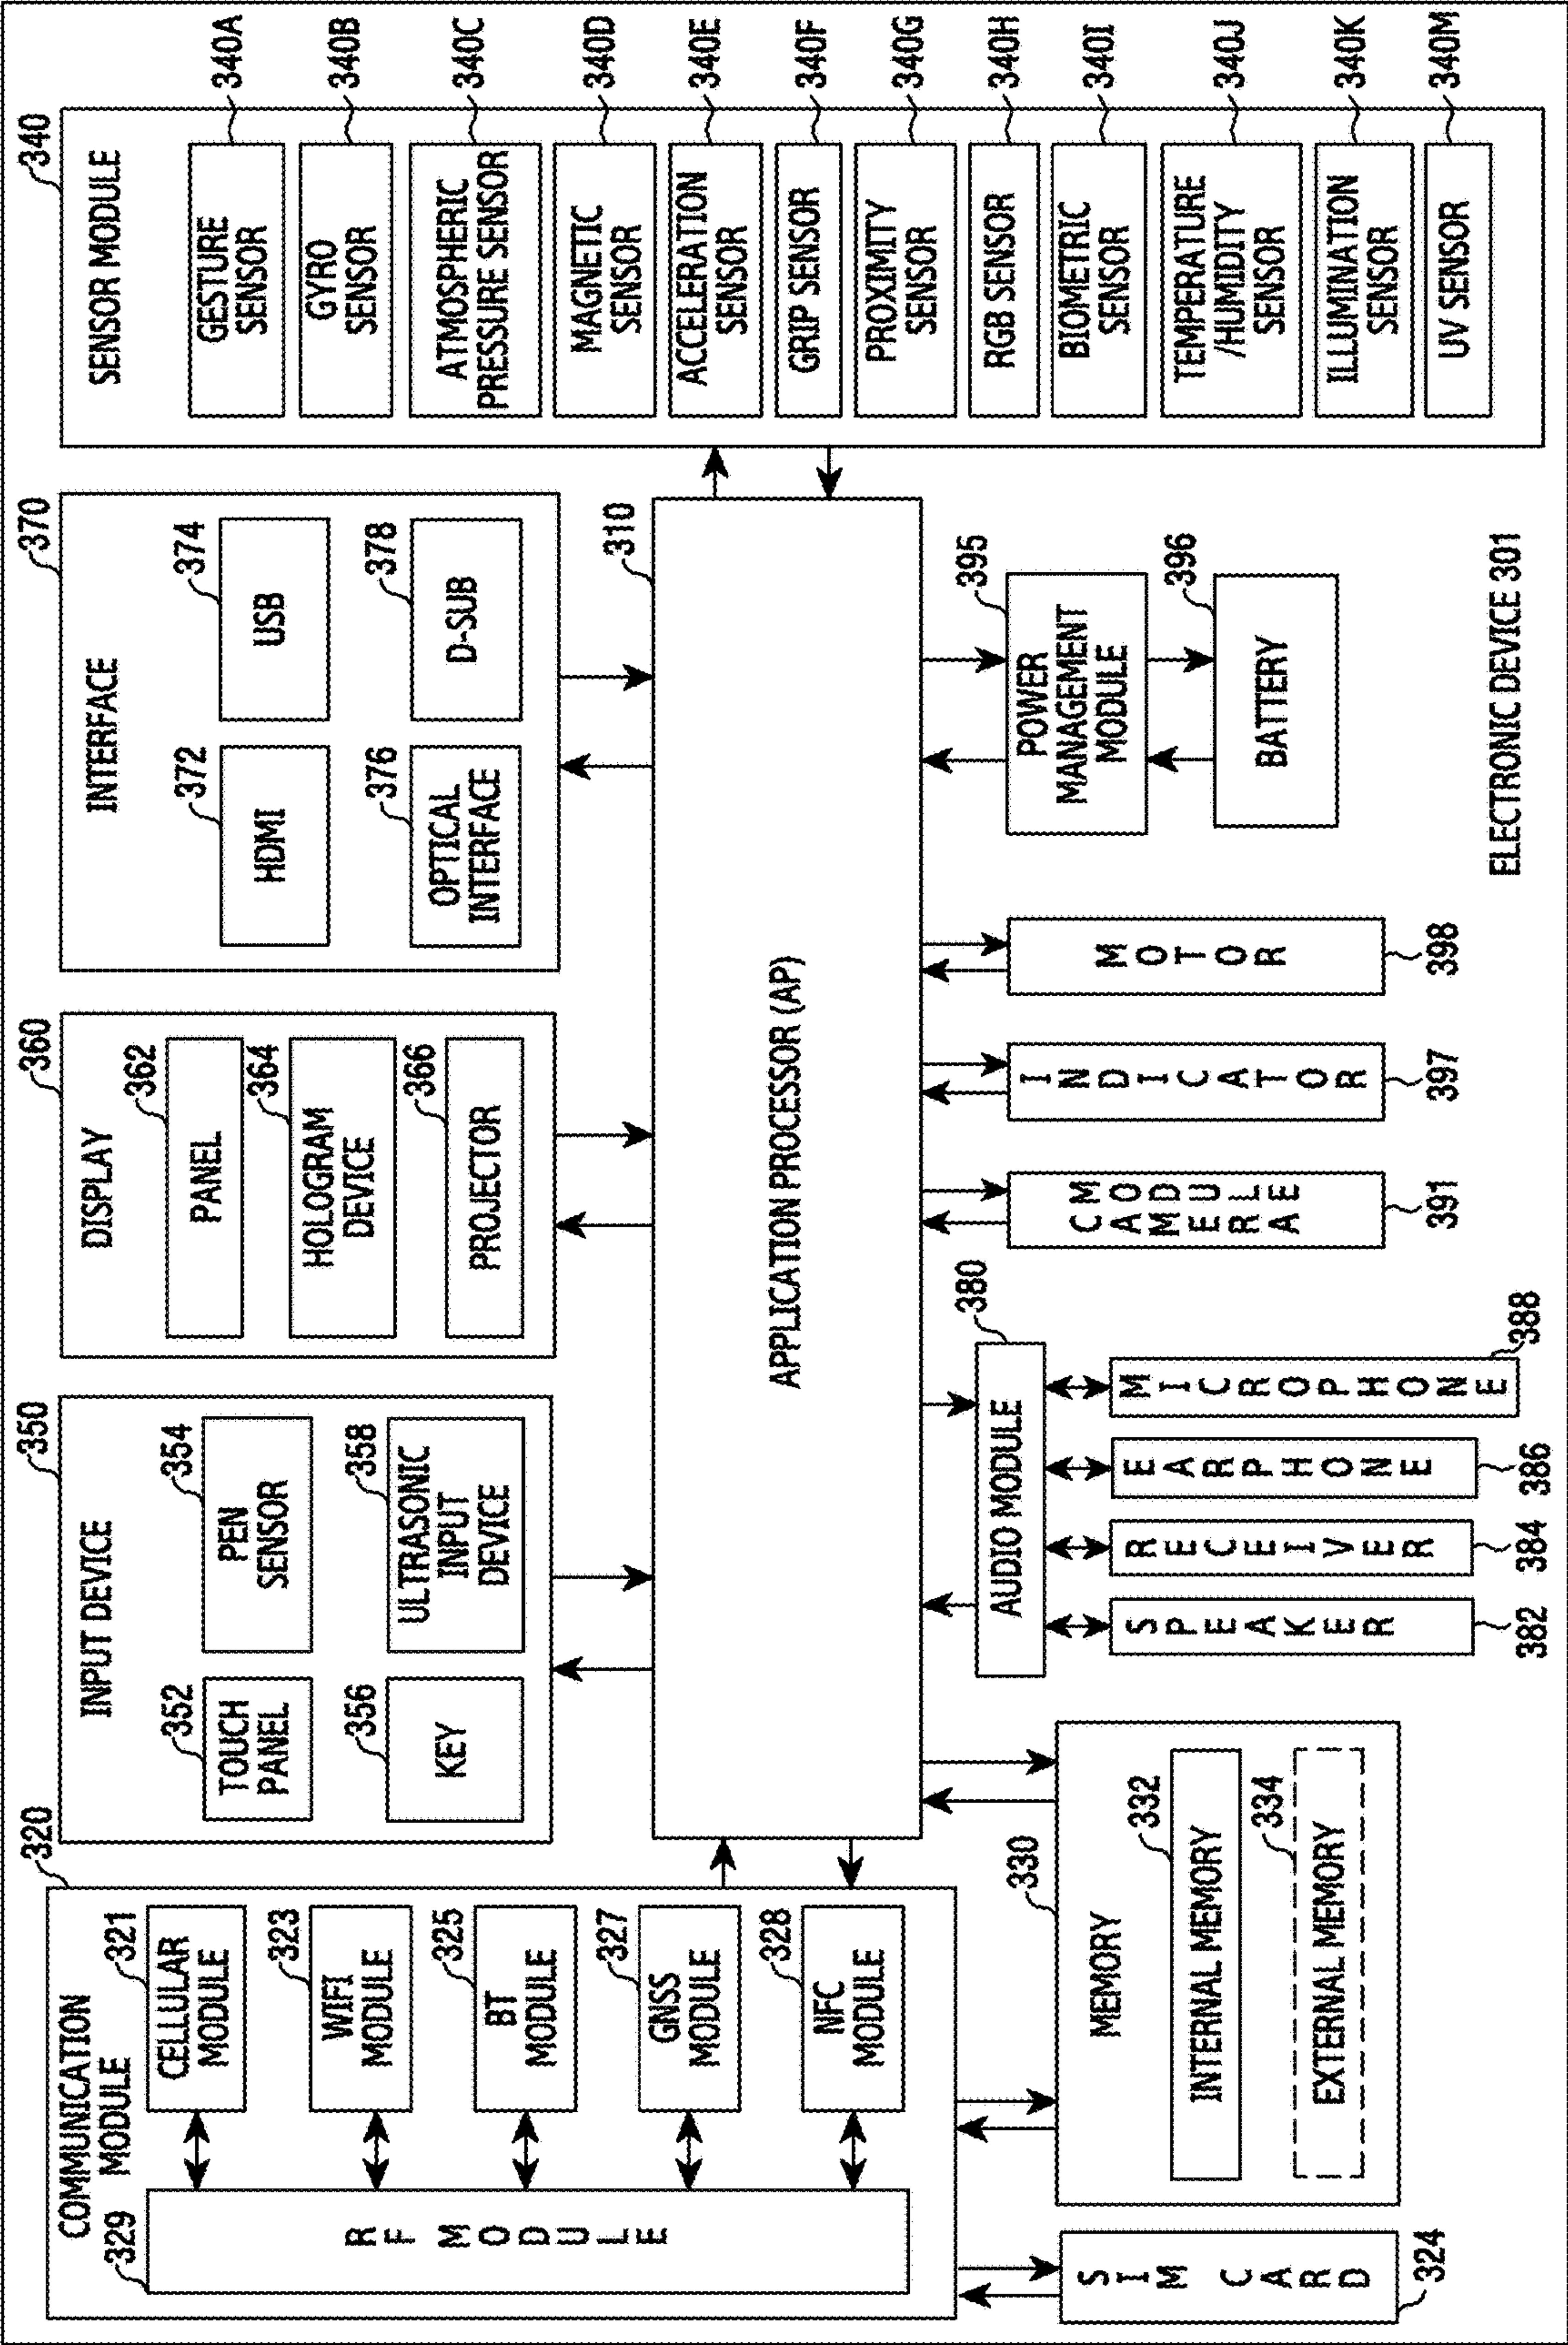 320
COMMUNICATION
MODULE
329
RF MODULE
321
CELLULAR
MODULE
323
WIFI
MODULE
325
BT
MODULE
327
GNSS
MODULE
328
NFC
MODULE
350
INPUT DEVICE
352
TOUCH
PANEL
354
PEN
SENSOR
356
KEY
358
ULTRASONIC
INPUT
DEVICE
360
DISPLAY
362
PANEL
364
HOLOGRAM
DEVICE
366
PROJECTOR
370
INTERFACE
372
HDMI
374
USB
376
OPTICAL
INTERFACE
378
D-SUB
340
SENSOR MODULE
GESTURE
SENSOR
340A
GYRO
SENSOR
340B
ATMOSPHERIC
PRESSURE SENSOR
340C
MAGNETIC
SENSOR
340D
ACCELERATION
SENSOR
340E
GRIP SENSOR
340F
PROXIMITY
SENSOR
340G
RGB SENSOR
340H
BIOMETRIC
SENSOR
340I
TEMPERATURE
/HUMIDITY
SENSOR
340J
ILLUMINATION
SENSOR
340K
UV SENSOR
340M
310
APPLICATION PROCESSOR (AP)
SIM CARD
324
330
MEMORY
332
INTERNAL MEMORY
334
EXTERNAL MEMORY
380
AUDIO MODULE
SPEAKER
382
RECEIVER
384
EARPHONE
386
MICROPHONE
388
CAMERA
MODULE
391
INDICATOR
397
MOTOR
398
395
POWER
MANAGEMENT
MODULE
396
BATTERY
ELECTRONIC DEVICE 301